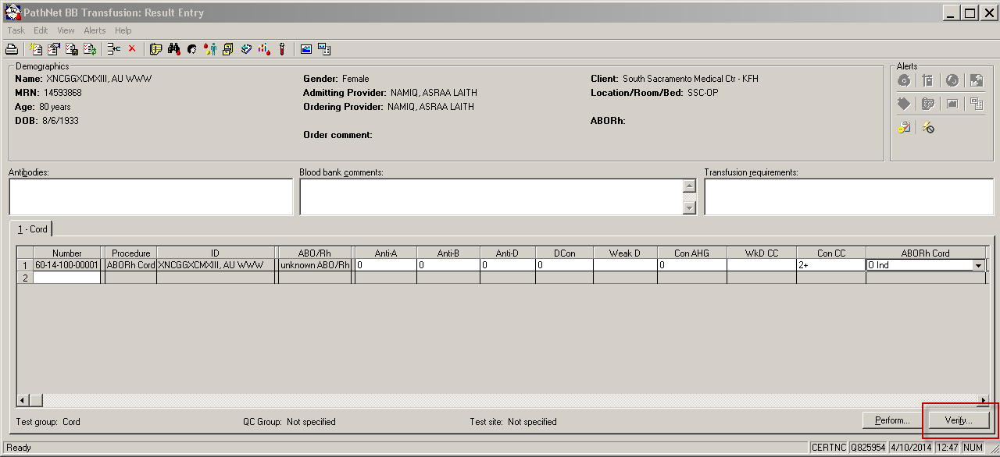 PathNet BB Transfusion: Result Entry
Task Edit View Alerts Help
Demographics
Name: XNCGGXCMXIII, AU WWW
MRN: 14593868
Age: 80 years
DOB: 8/6/1933
Gender: Female
Admitting Provider: NAMIQ, ASRAA LAITH
Ordering Provider: NAMIQ, ASRAA LAITH
Order comment:
Client: South Sacramento Medical Ctr - KFH
Location/Room/Bed: SSC-OP
ABORh:
Alerts
Antibodies:
Blood bank comments:
Transfusion requirements:
1 - Cord
Number Procedure ID ABO/Rh Anti-A Anti-B Anti-D DCon Weak D Con AHG WkD CC Con CC ABORh Cord
1 60-14-100-00001 ABORh Cord XNCGGXCMXIII, AU WWW unknown ABO/Rh 0 0 0 0 0 2+ O Ind
2
Test group: Cord QC Group: Not specified Test site: Not specified Perform... Verify...
Ready CERTNC Q825954 4/10/2014 12:47 NUM